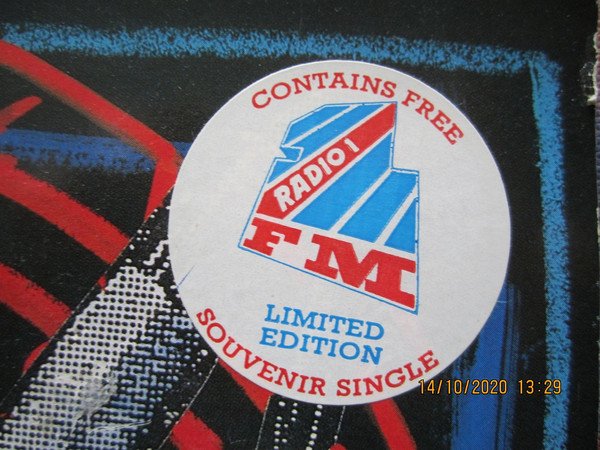 CONTAINS FREE
RADIO 1
FM
LIMITED
EDITION
SOUVENIR SINGLE
14/10/2020 13:29